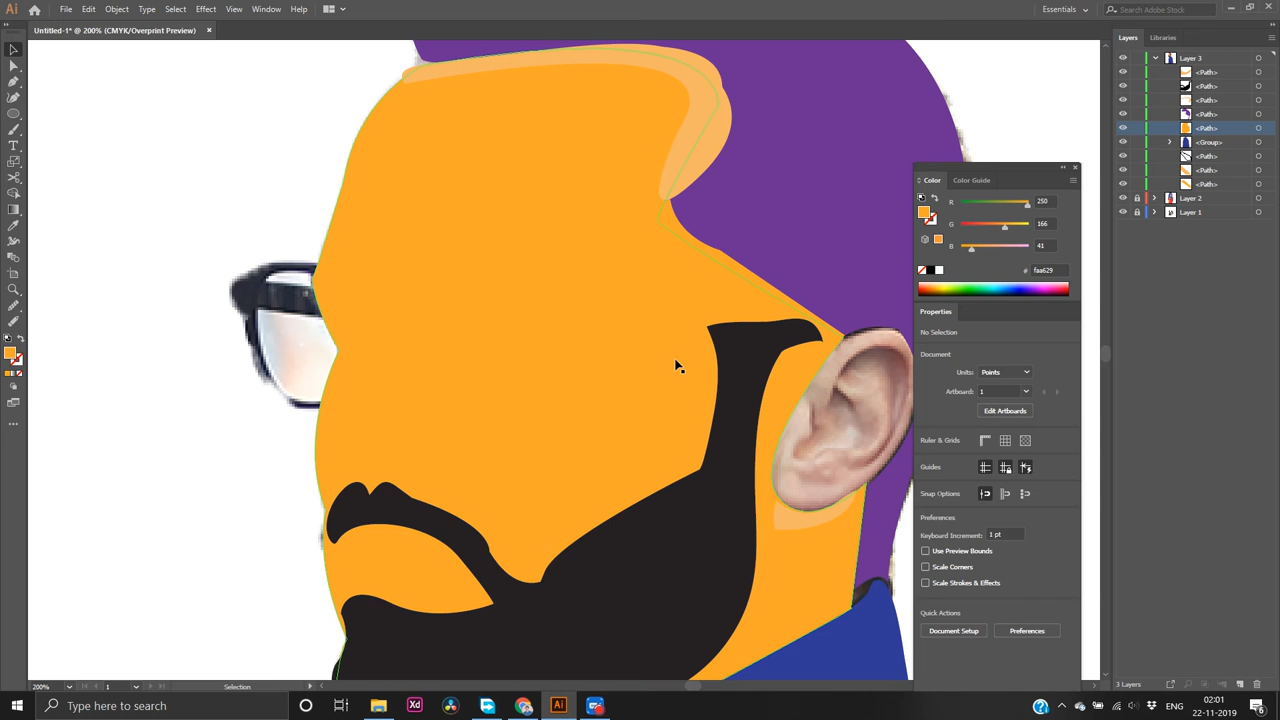 Ai File Edit Object Type Select Effect View Window Help Essentials Search Adobe Stock
Untitled-1* @ 200% (CMYK/Overprint Preview) ×
Layers Libraries
Layer 3
<Path>
<Path>
<Path>
<Path>
<Path>
<Group>
<Path>
<Path>
<Path>
Layer 2
Layer 1
Color Color Guide
R 250
G 166
B 41
# faa629
Properties
No Selection
Document
Units: Points
Artboard: 1
Edit Artboards
Ruler & Grids
Guides
Snap Options
Preferences
Keyboard Increment: 1 pt
Use Preview Bounds
Scale Corners
Scale Strokes & Effects
Quick Actions
Document Setup Preferences
200% 1 Selection
3 Layers
Type here to search
Xd
Ai
ENG
02:01
22-11-2019
6